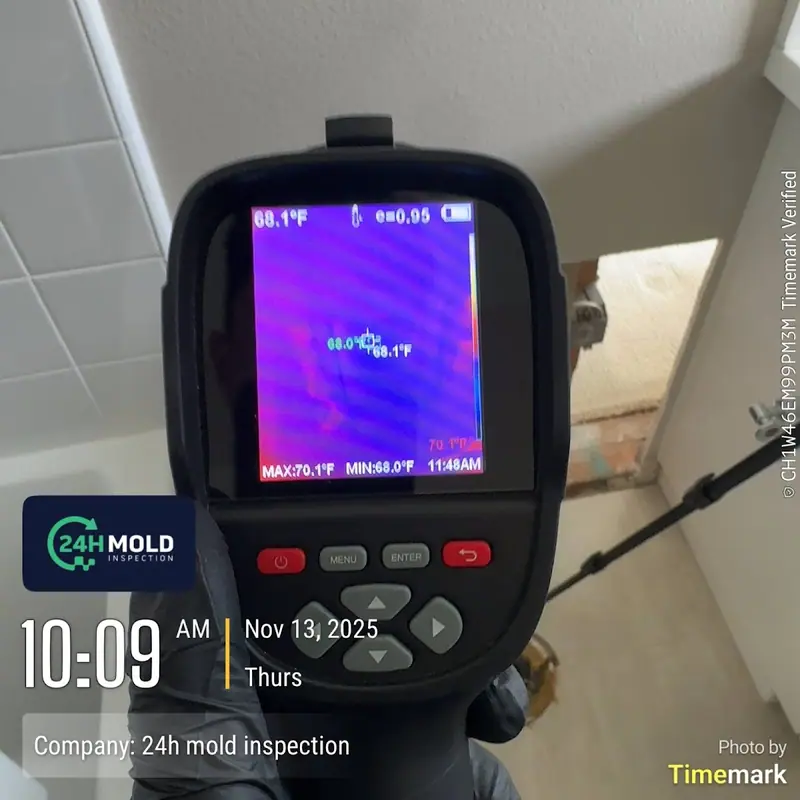 68.1°F e=0.95
68.0°F
68.1°F
70.1°F
MAX:70.1°F MIN:68.0°F 11:48AM
MENU
ENTER
24H MOLD
INSPECTION
10:09 AM
Nov 13, 2025
Thurs
Company: 24h mold inspection
Photo by
Timemark
© CH1W46EM99PM3M Timemark Verified